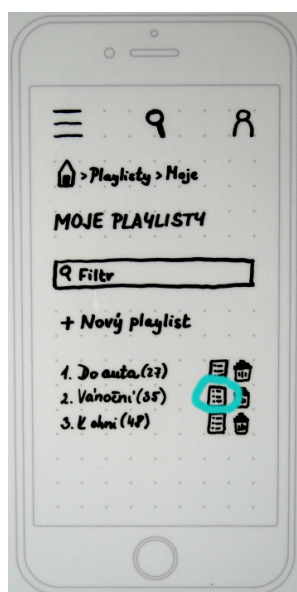 > Playlisty > Moje
MOJE PLAYLISTY
Filtr
+ Nový playlist
1. Do auta (27)
2. Vánoční (35)
3. K ohni (48)